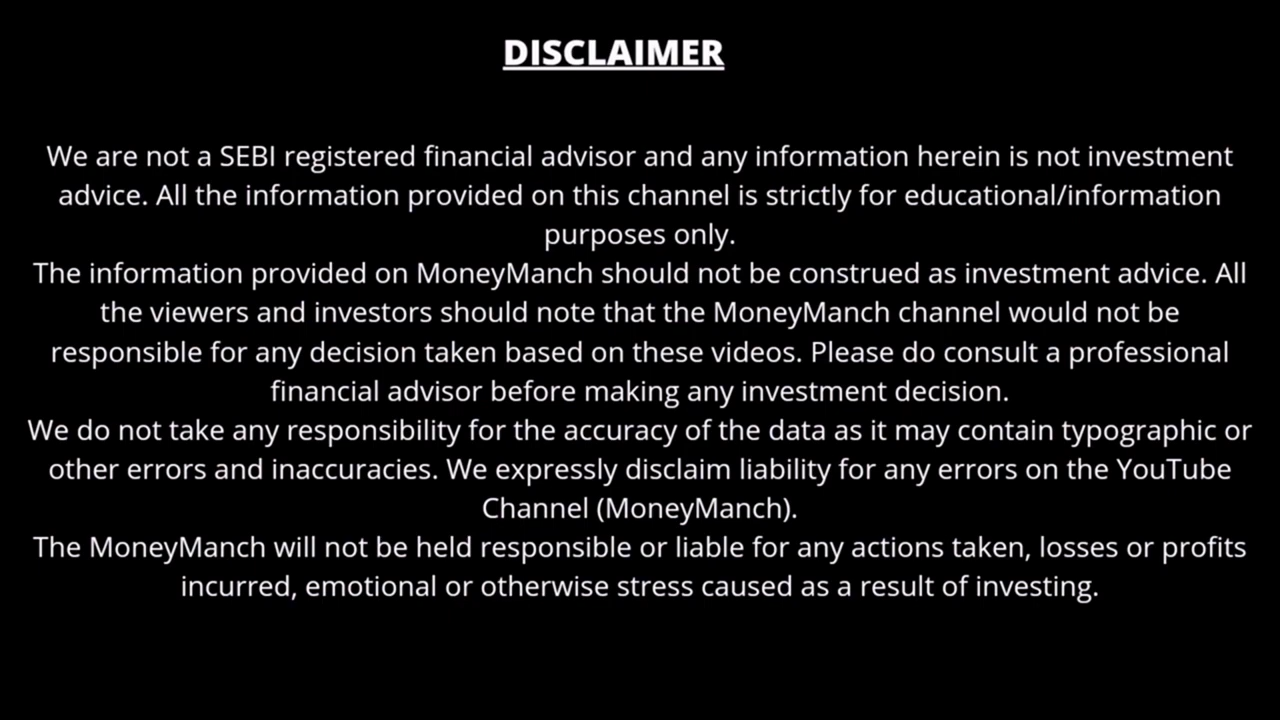 DISCLAIMER
We are not a SEBI registered financial advisor and any information herein is not investment
advice. All the information provided on this channel is strictly for educational/information
purposes only.
The information provided on MoneyManch should not be construed as investment advice. All
the viewers and investors should note that the MoneyManch channel would not be
responsible for any decision taken based on these videos. Please do consult a professional
financial advisor before making any investment decision.
We do not take any responsibility for the accuracy of the data as it may contain typographic or
other errors and inaccuracies. We expressly disclaim liability for any errors on the YouTube
Channel (MoneyManch).
The MoneyManch will not be held responsible or liable for any actions taken, losses or profits
incurred, emotional or otherwise stress caused as a result of investing.